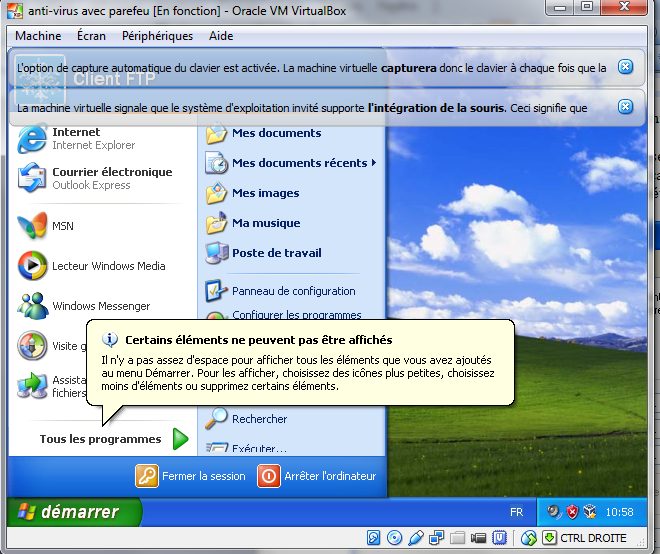 anti-virus avec parefeu [En fonction] - Oracle VM VirtualBox
Machine Écran Périphériques Aide
L'option de capture automatique du clavier est activée. La machine virtuelle capturera donc le clavier à chaque fois que la
Client FTP
La machine virtuelle signale que le système d'exploitation invité supporte l'intégration de la souris. Ceci signifie que
Internet
Internet Explorer
Courrier électronique
Outlook Express
MSN
Lecteur Windows Media
Windows Messenger
Visite g
Assista
fichiers
Tous les programmes
Mes documents
Mes documents récents
Mes images
Ma musique
Poste de travail
Panneau de configuration
Configurer les programmes
Certains éléments ne peuvent pas être affichés
Il n'y a pas assez d'espace pour afficher tous les éléments que vous avez ajoutés
au menu Démarrer. Pour les afficher, choisissez des icônes plus petites, choisissez
moins d'éléments ou supprimez certains éléments.
Rechercher
Exécuter...
Fermer la session Arrêter l'ordinateur
démarrer
FR 10:58
CTRL DROITE